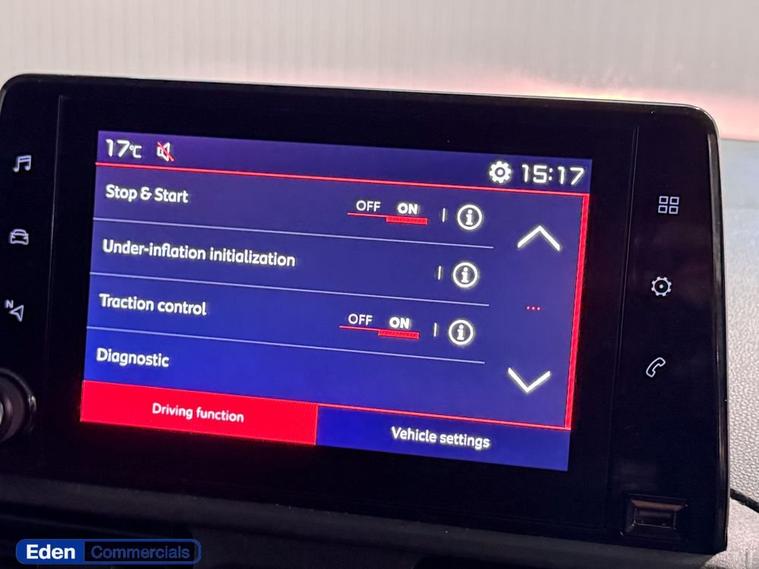 17°C 15:17
Stop & Start OFF ON
Under-inflation initialization
Traction control OFF ON
Diagnostic
Driving function Vehicle settings
N
Eden Commercials